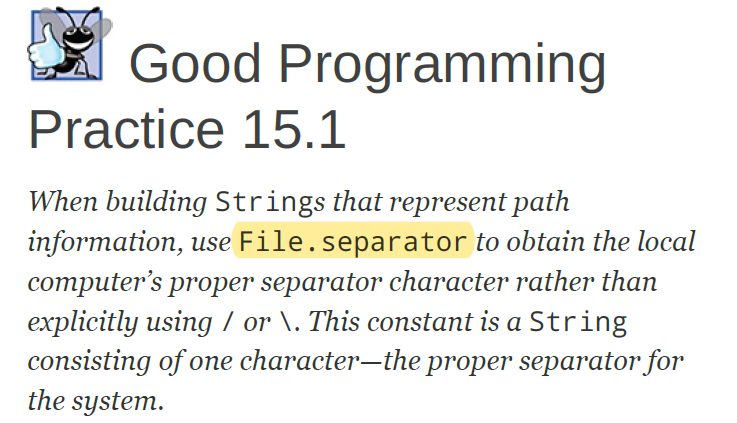 Good Programming
Practice 15.1
When building Strings that represent path
information, use File.separator to obtain the local
computer’s proper separator character rather than
explicitly using / or \. This constant is a String
consisting of one character—the proper separator for
the system.